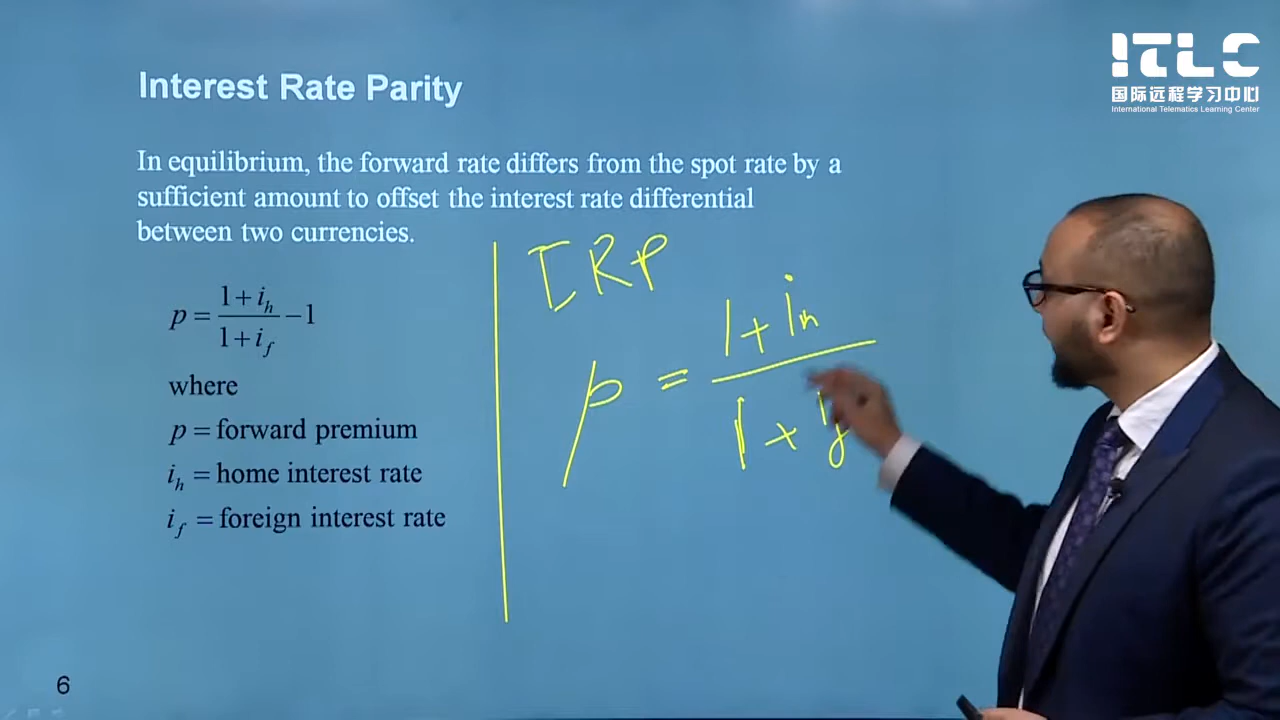 ITLC
国际远程学习中心
International Telematics Learning Center
Interest Rate Parity
In equilibrium, the forward rate differs from the spot rate by a
sufficient amount to offset the interest rate differential
between two currencies.
p = \frac{1 + i_h}{1 + i_f} − 1
where
p = forward premium
i_h = home interest rate
i_f = foreign interest rate
IRP
p = \frac{1 + i_h}{1 + i_f}
6